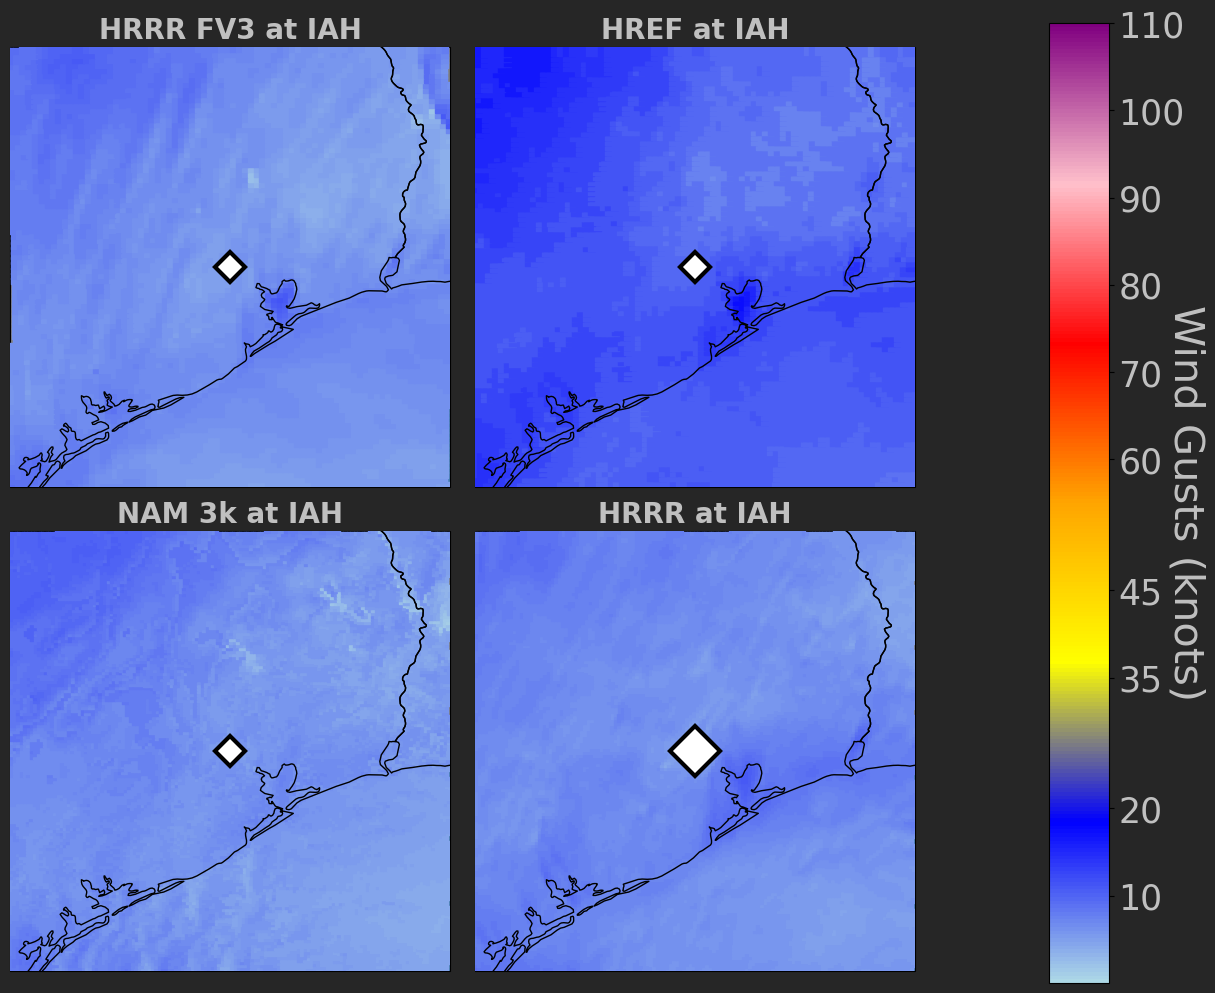 HRRR FV3 at IAH
HREF at IAH
NAM 3k at IAH
HRRR at IAH
110
100
90
80
70
60
45
35
20
10
Wind Gusts (knots)